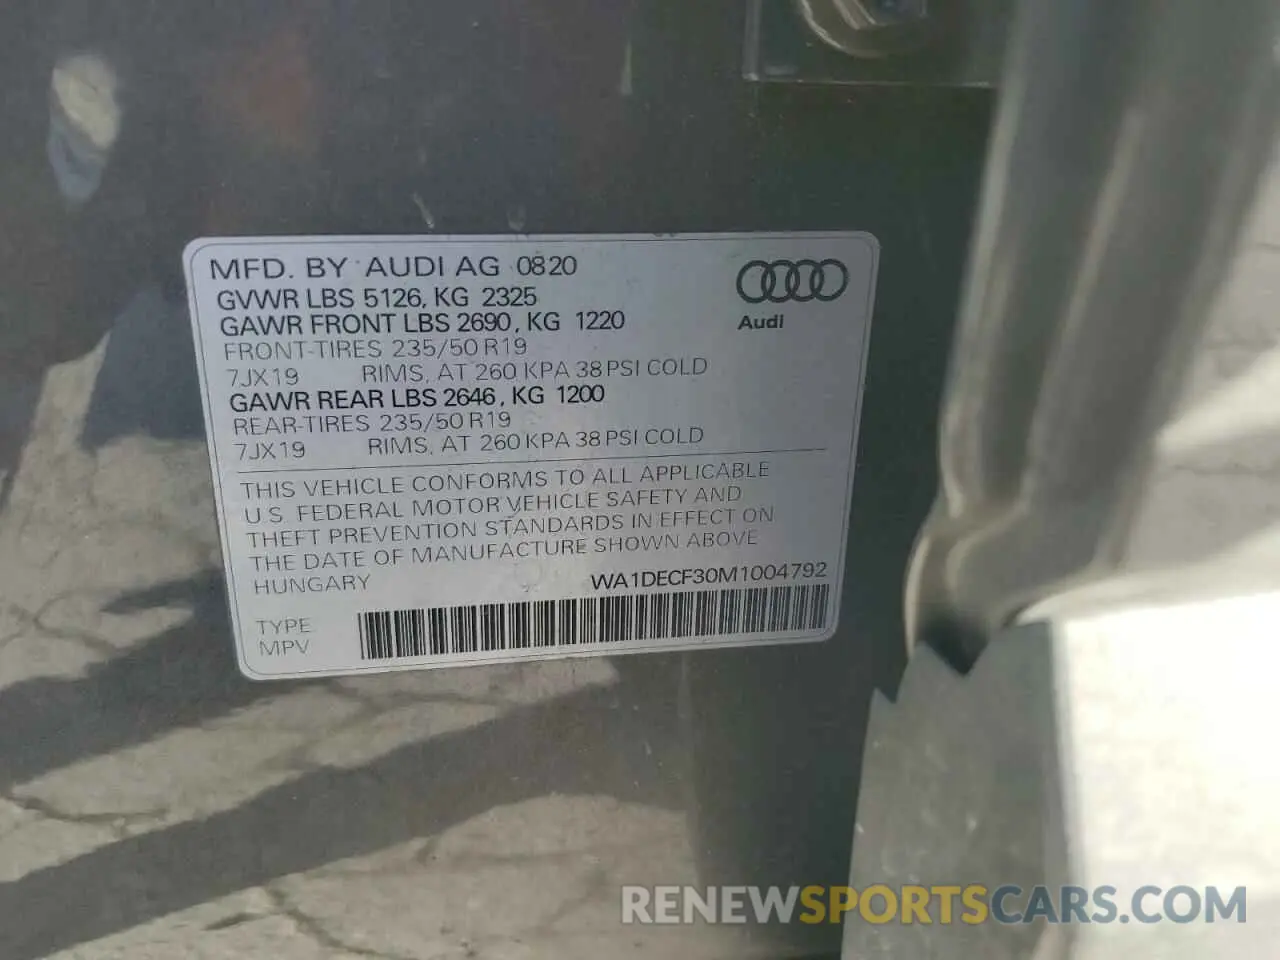 MFD. BY AUDI AG 0820
GVWR LBS 5126, KG 2325
GAWR FRONT LBS 2690, KG 1220
FRONT-TIRES 235/50 R19
7JX19 RIMS, AT 260 KPA 38 PSI COLD
GAWR REAR LBS 2646, KG 1200
REAR-TIRES 235/50 R19
7JX19 RIMS, AT 260 KPA 38 PSI COLD
Audi
THIS VEHICLE CONFORMS TO ALL APPLICABLE
U.S. FEDERAL MOTOR VEHICLE SAFETY AND
THEFT PREVENTION STANDARDS IN EFFECT ON
THE DATE OF MANUFACTURE SHOWN ABOVE
HUNGARY WA1DECF30M1004792
TYPE
MPV
RENEWSPORTSCARS.COM